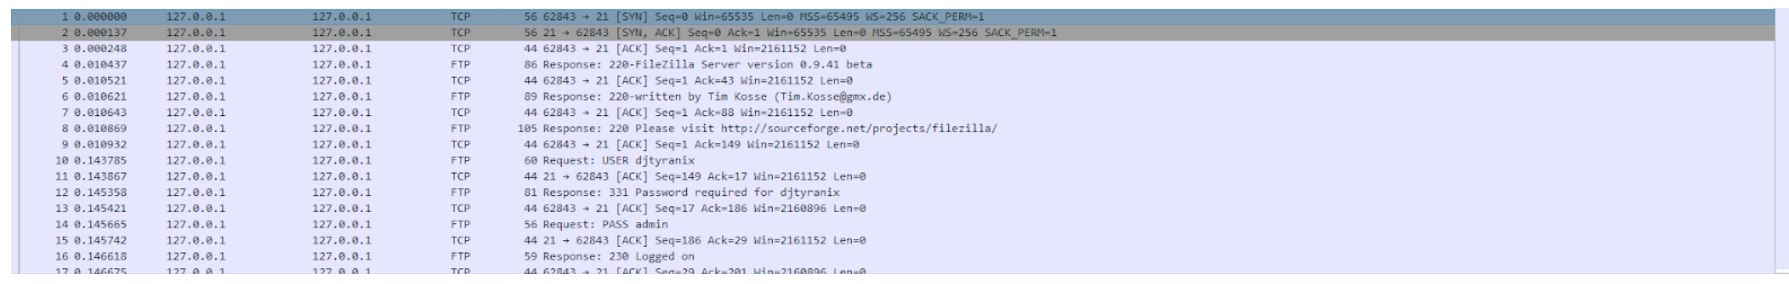 1 0.000000 127.0.0.1 127.0.0.1 TCP 56 62843 → 21 [SYN] Seq=0 Win=65535 Len=0 MSS=65495 WS=256 SACK_PERM=1
2 0.000137 127.0.0.1 127.0.0.1 TCP 56 21 → 62843 [SYN, ACK] Seq=0 Ack=1 Win=65535 Len=0 MSS=65495 WS=256 SACK_PERM=1
3 0.000248 127.0.0.1 127.0.0.1 TCP 44 62843 → 21 [ACK] Seq=1 Ack=1 Win=2161152 Len=0
4 0.010437 127.0.0.1 127.0.0.1 FTP 86 Response: 220-FileZilla Server version 0.9.41 beta
5 0.010521 127.0.0.1 127.0.0.1 TCP 44 62843 → 21 [ACK] Seq=1 Ack=43 Win=2161152 Len=0
6 0.010621 127.0.0.1 127.0.0.1 FTP 89 Response: 220-written by Tim Kosse (Tim.Kosse@gmx.de)
7 0.010643 127.0.0.1 127.0.0.1 TCP 44 62843 → 21 [ACK] Seq=1 Ack=88 Win=2161152 Len=0
8 0.010869 127.0.0.1 127.0.0.1 FTP 105 Response: 220 Please visit http://sourceforge.net/projects/filezilla/
9 0.010932 127.0.0.1 127.0.0.1 TCP 44 62843 → 21 [ACK] Seq=1 Ack=149 Win=2161152 Len=0
10 0.143785 127.0.0.1 127.0.0.1 FTP 60 Request: USER djtyranix
11 0.143867 127.0.0.1 127.0.0.1 TCP 44 21 → 62843 [ACK] Seq=149 Ack=17 Win=2161152 Len=0
12 0.145358 127.0.0.1 127.0.0.1 FTP 81 Response: 331 Password required for djtyranix
13 0.145421 127.0.0.1 127.0.0.1 TCP 44 62843 → 21 [ACK] Seq=17 Ack=186 Win=2160896 Len=0
14 0.145665 127.0.0.1 127.0.0.1 FTP 56 Request: PASS admin
15 0.145742 127.0.0.1 127.0.0.1 TCP 44 21 → 62843 [ACK] Seq=186 Ack=29 Win=2161152 Len=0
16 0.146618 127.0.0.1 127.0.0.1 FTP 59 Response: 230 Logged on
17 0.146675 127.0.0.1 127.0.0.1 TCP 44 62843 → 21 [ACK] Seq=29 Ack=201 Win=2160896 Len=0